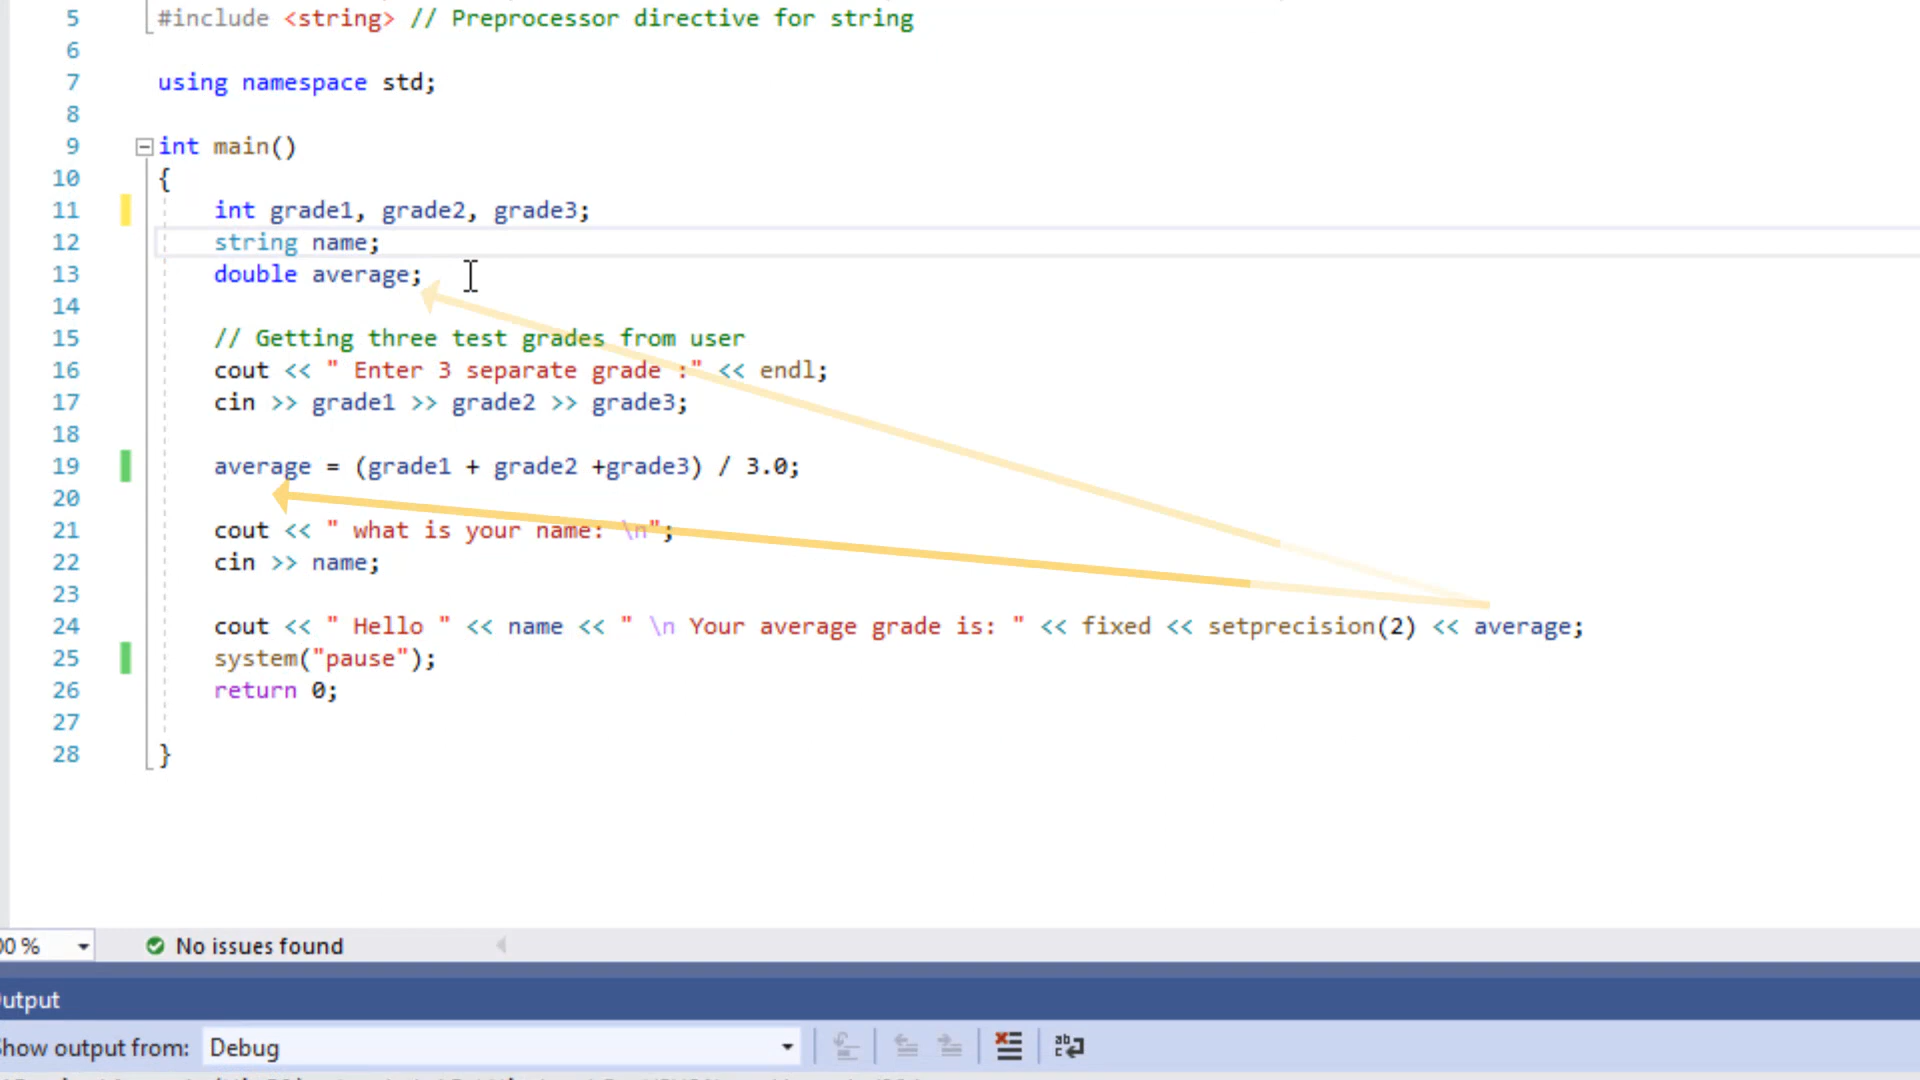 5 #include <string> // Preprocessor directive for string
6
7 using namespace std;
8
9 int main()
10 {
11 int grade1, grade2, grade3;
12 string name;
13 double average;
14
15 // Getting three test grades from user
16 cout << " Enter 3 separate grade :" << endl;
17 cin >> grade1 >> grade2 >> grade3;
18
19 average = (grade1 + grade2 +grade3) / 3.0;
20
21 cout << " what is your name: \n";
22 cin >> name;
23
24 cout << " Hello " << name << " \n Your average grade is: " << fixed << setprecision(2) << average;
25 system("pause");
26 return 0;
27
28 }
00 % No issues found
utput
how output from: Debug